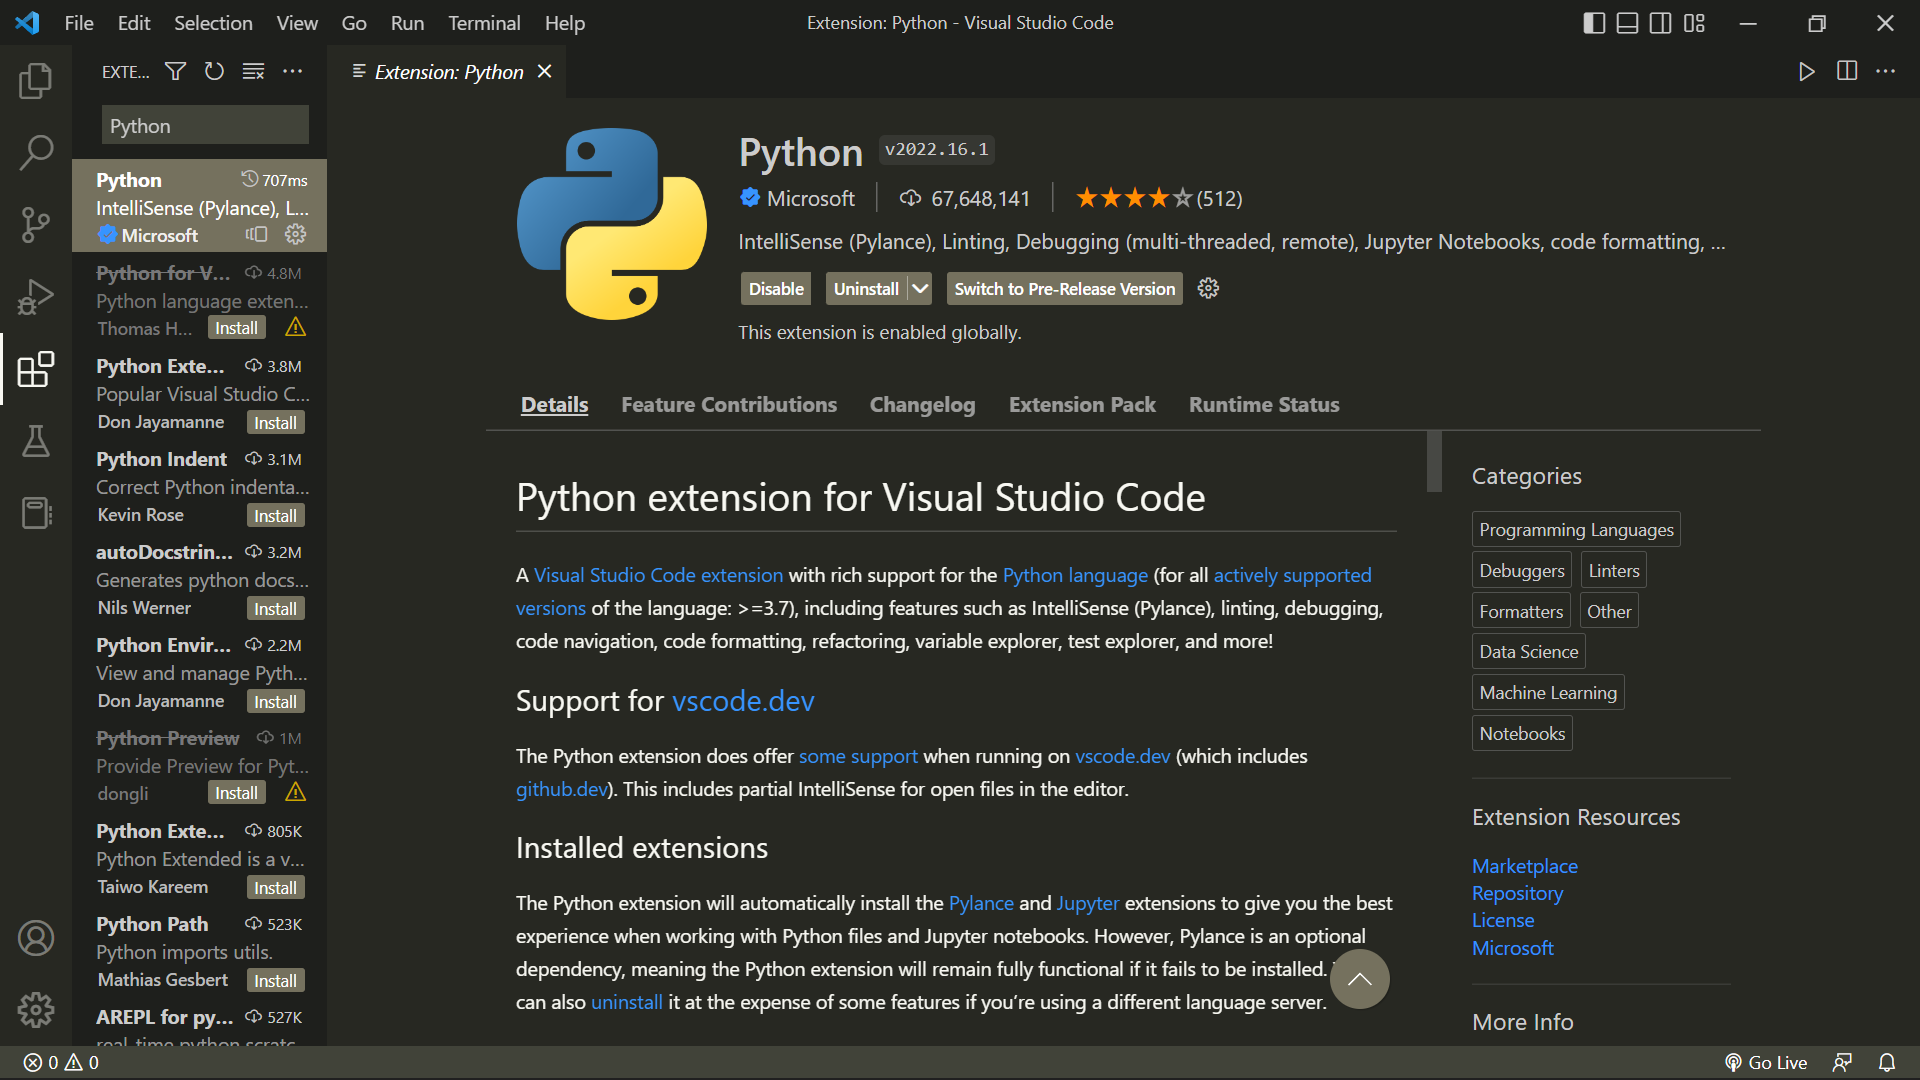 File Edit Selection View Go Run Terminal Help
Extension: Python - Visual Studio Code
EXTE...
Extension: Python
Python
Python 707ms
IntelliSense (Pylance), L...
Microsoft
Python for V... 4.8M
Python language exten...
Thomas H... Install
Python Exte... 3.8M
Popular Visual Studio C...
Don Jayamanne Install
Python Indent 3.1M
Correct Python indenta...
Kevin Rose Install
autoDocstrin... 3.2M
Generates python docs...
Nils Werner Install
Python Envir... 2.2M
View and manage Pyth...
Don Jayamanne Install
Python Preview 1M
Provide Preview for Pyt...
dongli Install
Python Exte... 805K
Python Extended is a v...
Taiwo Kareem Install
Python Path 523K
Python imports utils.
Mathias Gesbert Install
AREPL for py... 527K
real-time python scratc
Python v2022.16.1
Microsoft 67,648,141 (512)
IntelliSense (Pylance), Linting, Debugging (multi-threaded, remote), Jupyter Notebooks, code formatting, ...
Disable Uninstall Switch to Pre-Release Version
This extension is enabled globally.
Details Feature Contributions Changelog Extension Pack Runtime Status
Python extension for Visual Studio Code
A Visual Studio Code extension with rich support for the Python language (for all actively supported
versions of the language: >=3.7), including features such as IntelliSense (Pylance), linting, debugging,
code navigation, code formatting, refactoring, variable explorer, test explorer, and more!
Support for vscode.dev
The Python extension does offer some support when running on vscode.dev (which includes
github.dev). This includes partial IntelliSense for open files in the editor.
Installed extensions
The Python extension will automatically install the Pylance and Jupyter extensions to give you the best
experience when working with Python files and Jupyter notebooks. However, Pylance is an optional
dependency, meaning the Python extension will remain fully functional if it fails to be installed.
can also uninstall it at the expense of some features if you're using a different language server.
Categories
Programming Languages
Debuggers Linters
Formatters Other
Data Science
Machine Learning
Notebooks
Extension Resources
Marketplace
Repository
License
Microsoft
More Info
0 0
Go Live